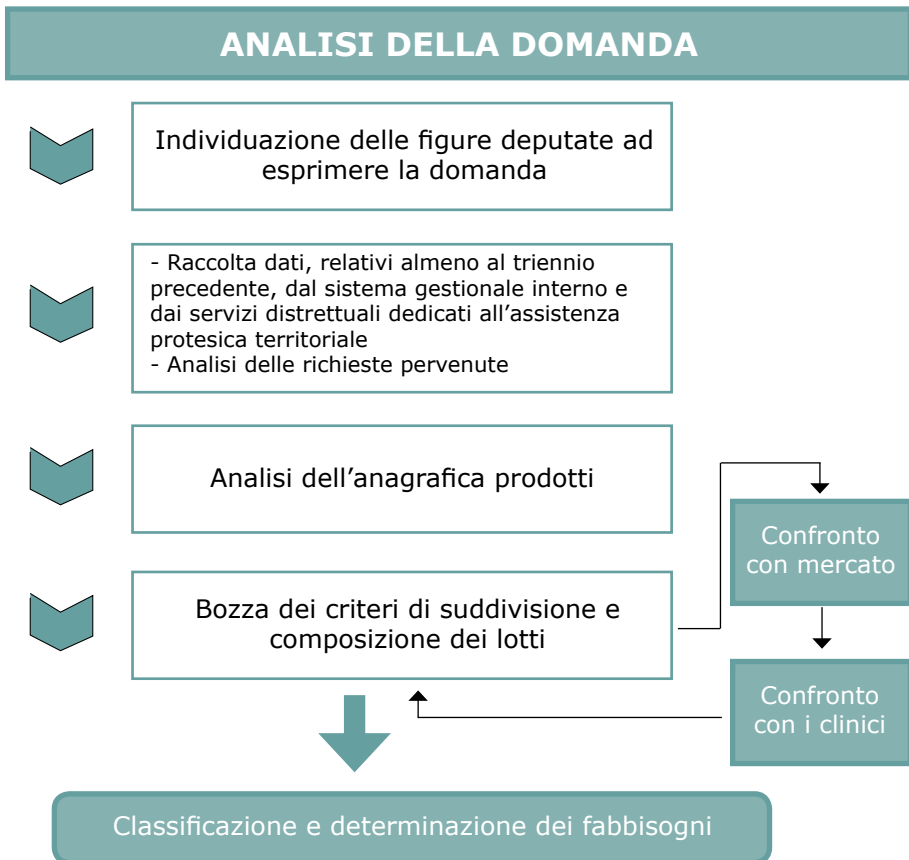 ANALISI DELLA DOMANDA
Individuazione delle figure deputate ad
esprimere la domanda
- Raccolta dati, relativi almeno al triennio
precedente, dal sistema gestionale interno e
dai servizi distrettuali dedicati all’assistenza
protesica territoriale
- Analisi delle richieste pervenute
Analisi dell’anagrafica prodotti
Bozza dei criteri di suddivisione e
composizione dei lotti
Confronto
con mercato
Confronto
con i clinici
Classificazione e determinazione dei fabbisogni